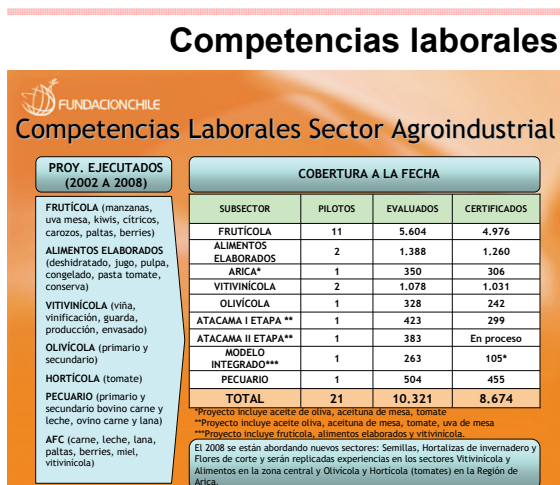 Competencias laborales
FUNDACIONCHILE
Competencias Laborales Sector Agroindustrial
PROY. EJECUTADOS
(2002 A 2008)
FRUTÍCOLA (manzanas,
uva mesa, kiwis, cítricos,
carozos, paltas, berries)
ALIMENTOS ELABORADOS
(deshidratado, jugo, pulpa,
congelado, pasta tomate,
conserva)
VITIVINÍCOLA (viña,
vinificación, guarda,
producción, envasado)
OLIVÍCOLA (primario y
secundario)
HORTÍCOLA (tomate)
PECUARIO (primario y
secundario bovino carne y
leche, ovino carne y lana)
AFC (carne, leche, lana,
paltas, berries, miel,
vitivinícola)
COBERTURA A LA FECHA
SUBSECTOR PILOTOS EVALUADOS CERTIFICADOS
FRUTÍCOLA 11 5.604 4.976
ALIMENTOS
ELABORADOS 2 1.388 1.260
ARICA* 1 350 306
VITIVINÍCOLA 2 1.078 1.031
OLIVÍCOLA 1 328 242
ATACAMA I ETAPA ** 1 423 299
ATACAMA II ETAPA** 1 383 En proceso
MODELO
INTEGRADO*** 1 263 105*
PECUARIO 1 504 455
TOTAL 21 10.321 8.674
*Proyecto incluye aceite de oliva, aceituna de mesa, tomate
**Proyecto incluye aceite oliva, aceituna de mesa, tomate, uva de mesa
***Proyecto incluye frutícola, alimentos elaborados y vitivinícola.
El 2008 se están abordando nuevos sectores: Semillas, Hortalizas de invernadero y
Flores de corte y serán replicadas experiencias en los sectores Vitivinícola y
Alimentos en la zona central y Olivícola y Hortícola (tomates) en la Región de
Arica.